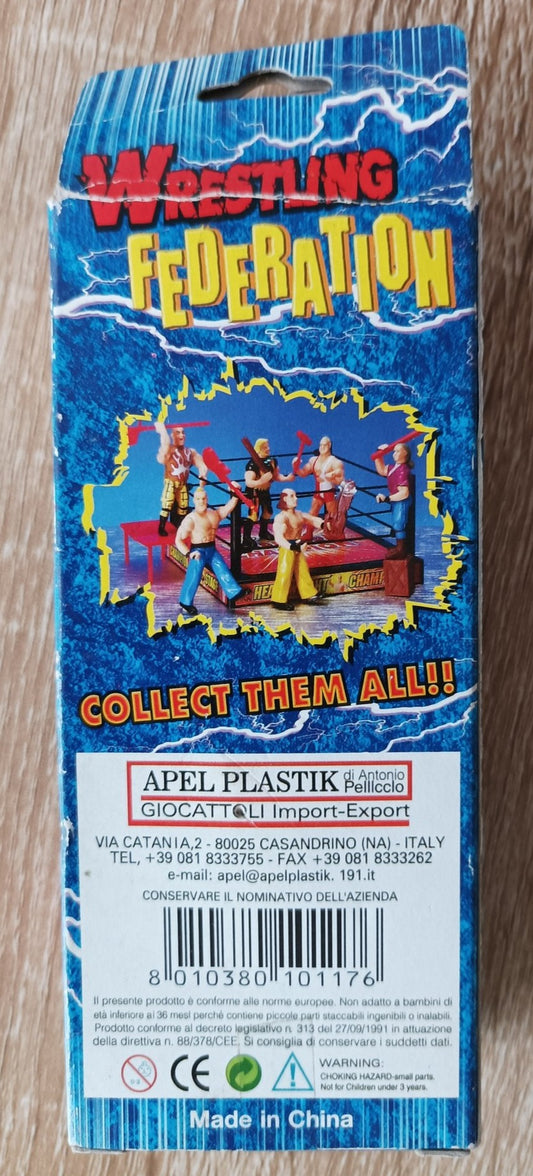 WRESTLING
FEDERATION
COLLECT THEM ALL!!
APEL PLASTIK di Antonio Pelliccio
GIOCATTOLI Import-Export
VIA CATANIA,2 - 80025 CASANDRINO (NA) - ITALY
TEL, +39 081 8333755 - FAX +39 081 8333262
e-mail: apel@apelplastik. 191.it
CONSERVARE IL NOMINATIVO DELL'AZIENDA
8 010380 101176
Il presente prodotto è conforme alle norme europee. Non adatto a bambini di
età inferiore ai 36 mesi perché contiene piccole parti staccabili ingenibili o inalabili.
Prodotto conforme al decreto legislativo n. 313 del 27/09/1991 in attuazione
della direttiva n. 88/378/CEE. Si consiglia di conservare i suddetti dati.
0-3
CE
WARNING:
CHOKING HAZARD-small parts.
Not for Children under 3 years.
Made in China